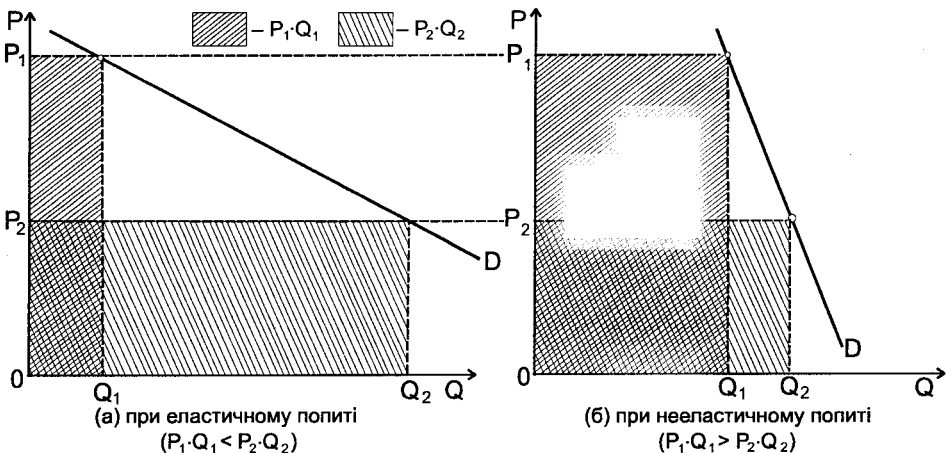 P
P₁
– P₁·Q₁
– P₂·Q₂
P₂
D
0
Q₁
Q₂
Q
(а) при еластичному попиті
(P₁·Q₁ < P₂·Q₂)
P
P₁
P₂
D
0
Q₁
Q₂
Q
(б) при нееластичному попиті
(P₁·Q₁ > P₂·Q₂)